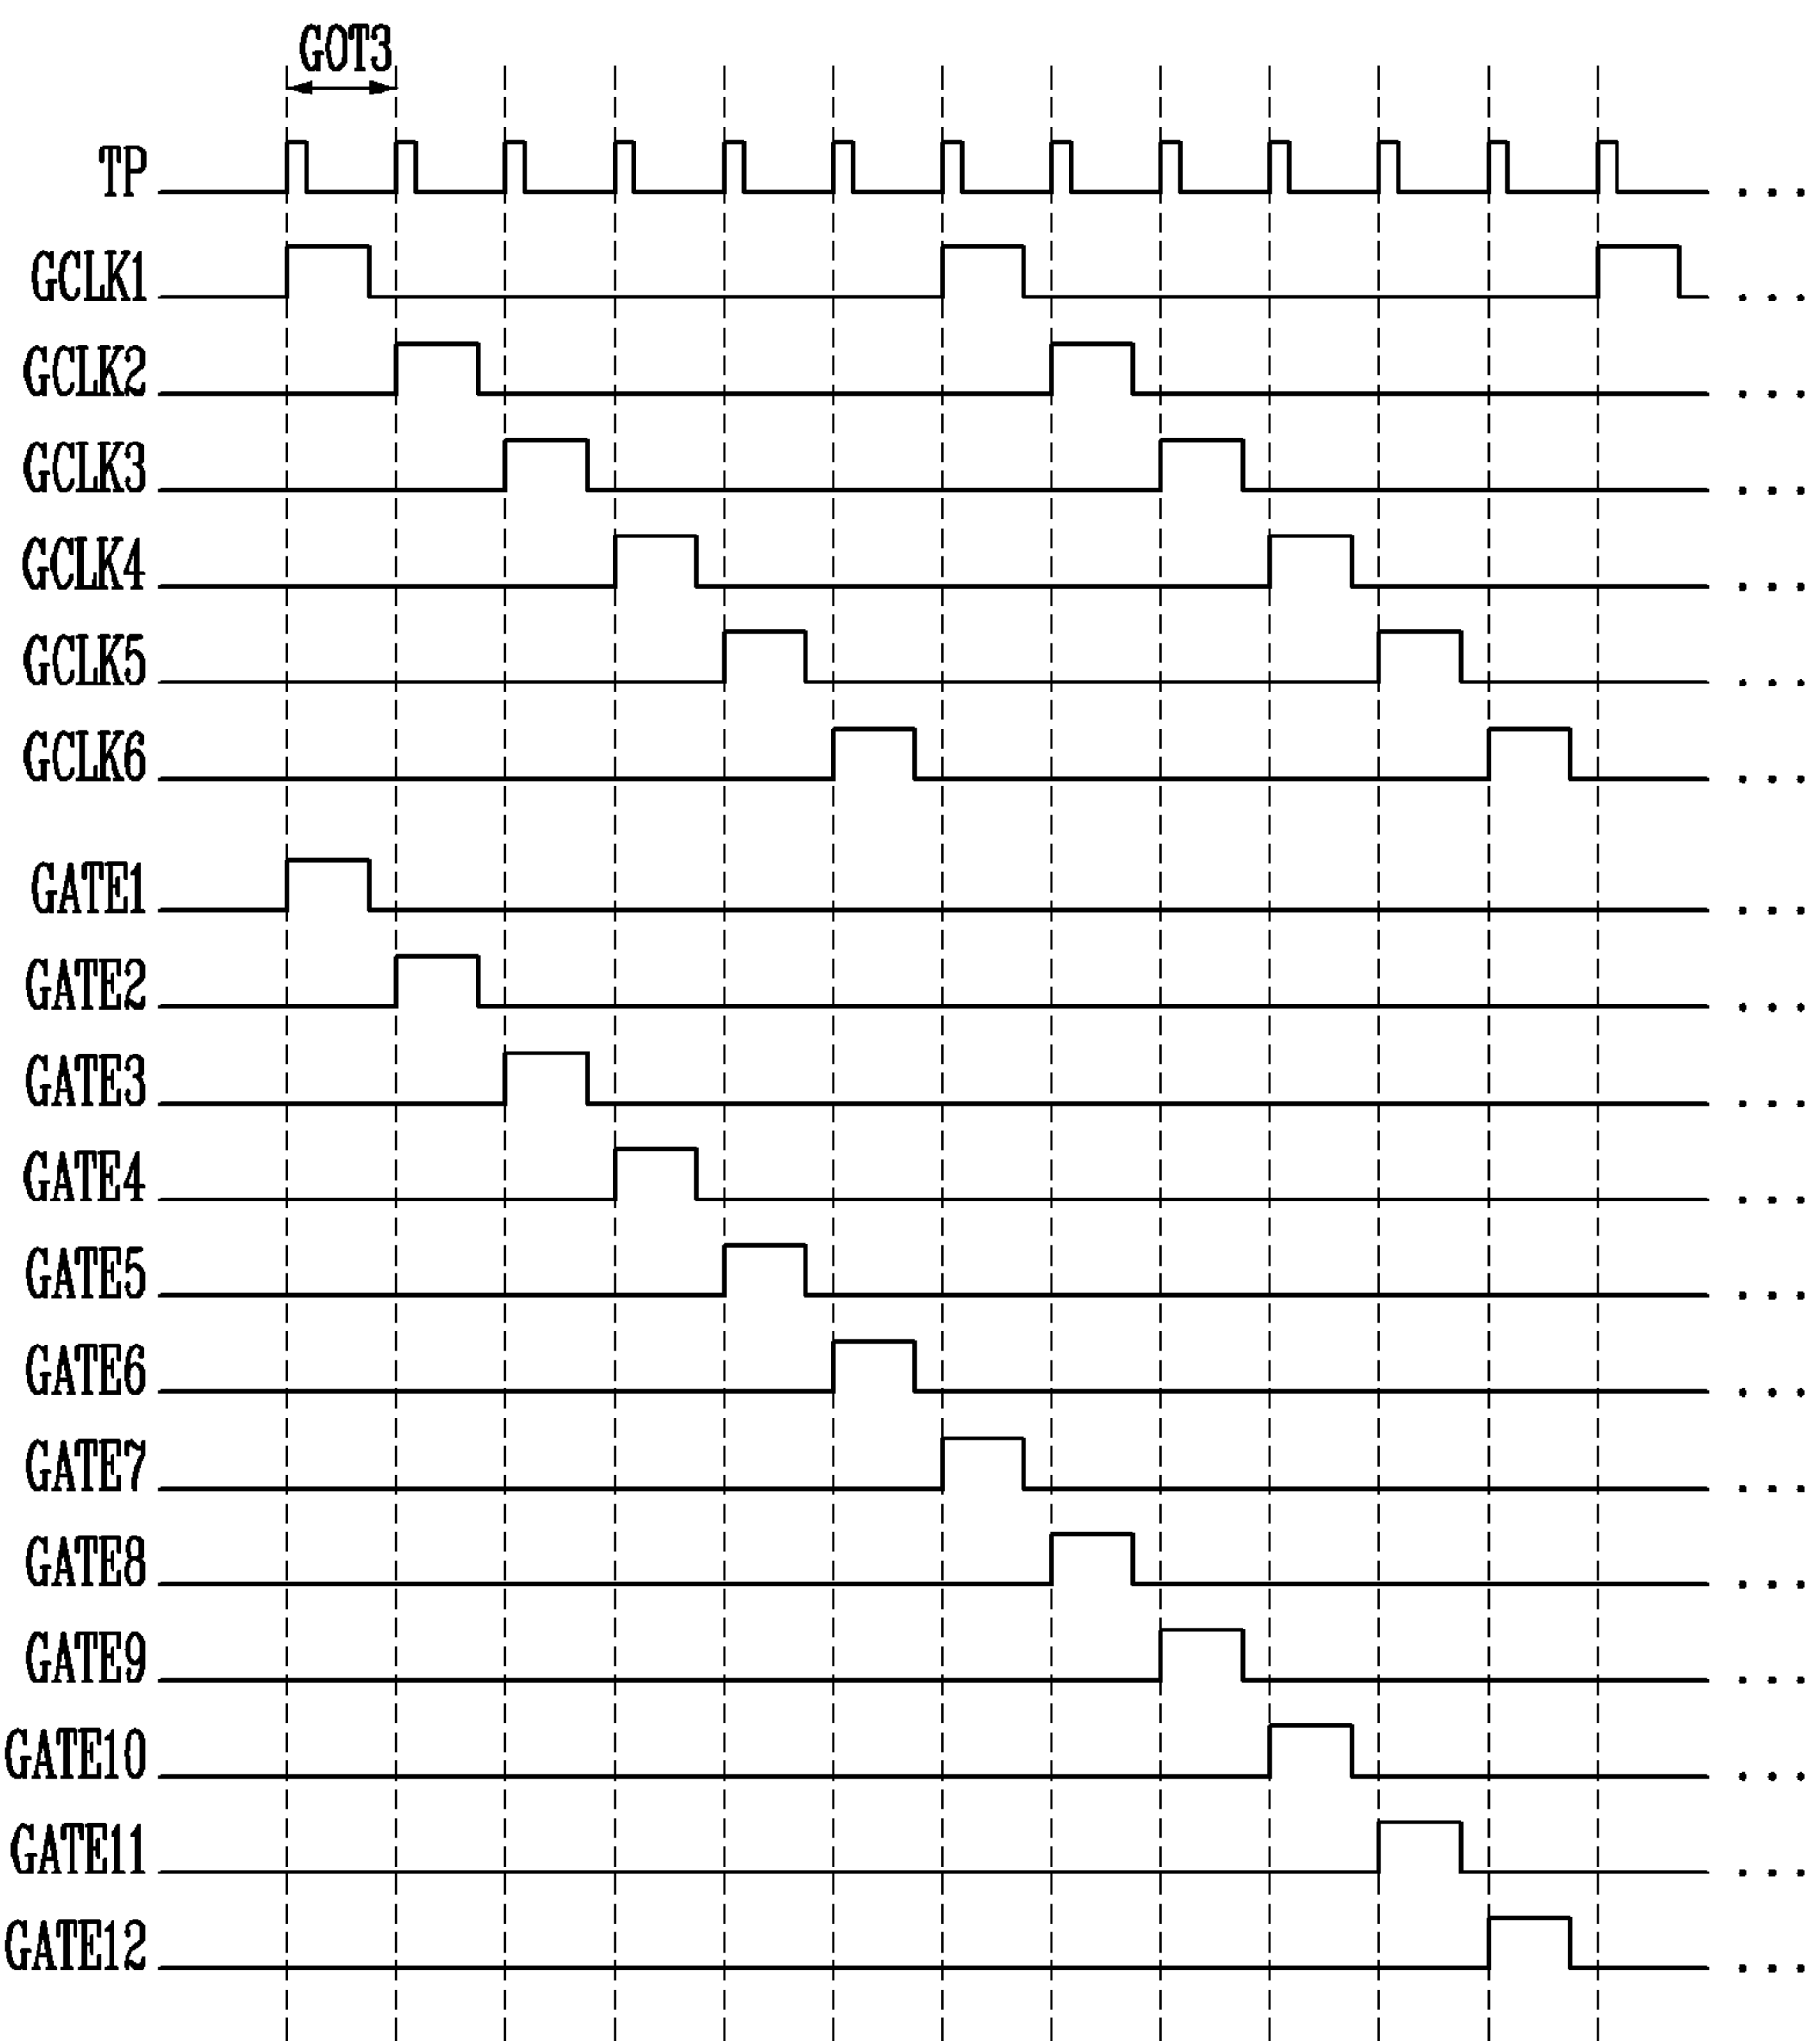 GOT3
TP ...
GCLK1 ...
GCLK2 ...
GCLK3 ...
GCLK4 ...
GCLK5 ...
GCLK6 ...
GATE1 ...
GATE2 ...
GATE3 ...
GATE4 ...
GATE5 ...
GATE6 ...
GATE7 ...
GATE8 ...
GATE9 ...
GATE10 ...
GATE11 ...
GATE12 ...